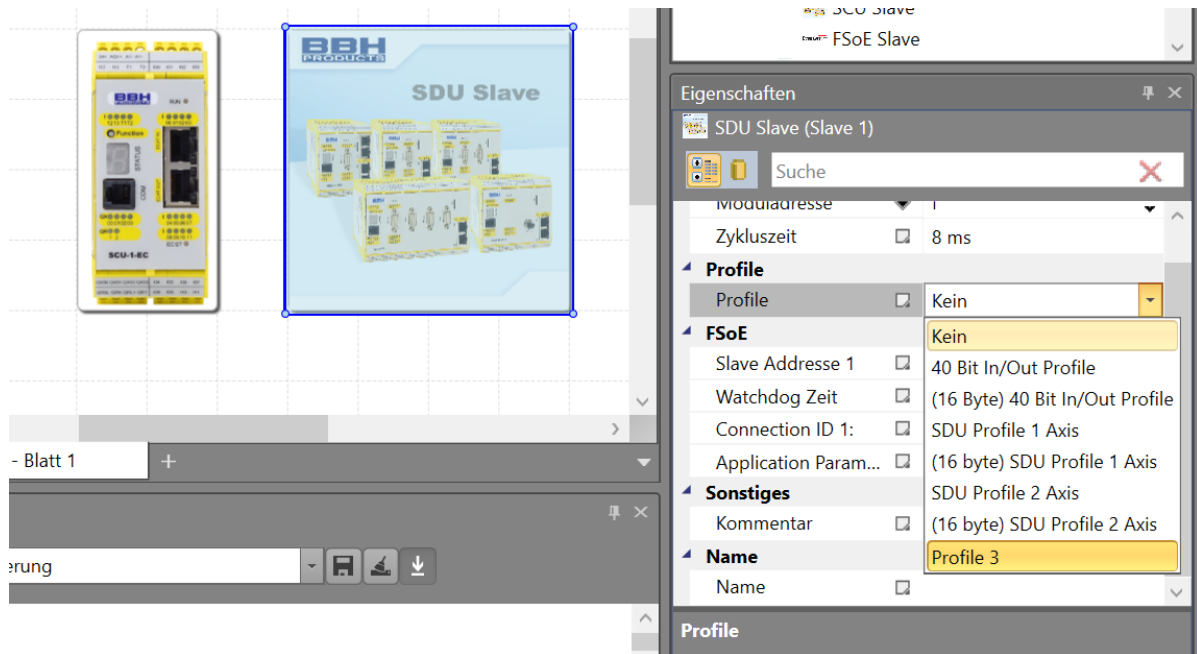 SCU Slave
FSoE Slave
Eigenschaften
SDU Slave (Slave 1)
Suche
Moduladresse 1
Zykluszeit 8 ms
Profile
Profile Kein
Kein
FSoE
40 Bit In/Out Profile
Slave Addresse 1
(16 Byte) 40 Bit In/Out Profile
Watchdog Zeit
SDU Profile 1 Axis
Connection ID 1:
(16 byte) SDU Profile 1 Axis
Application Param...
SDU Profile 2 Axis
Sonstiges
(16 byte) SDU Profile 2 Axis
Kommentar
Profile 3
Name
Name
Profile
BBH
PRODUCTS
SDU Slave
BBH
RUN
Function
STATUS
COM
SCU-1-EC
- Blatt 1
erung